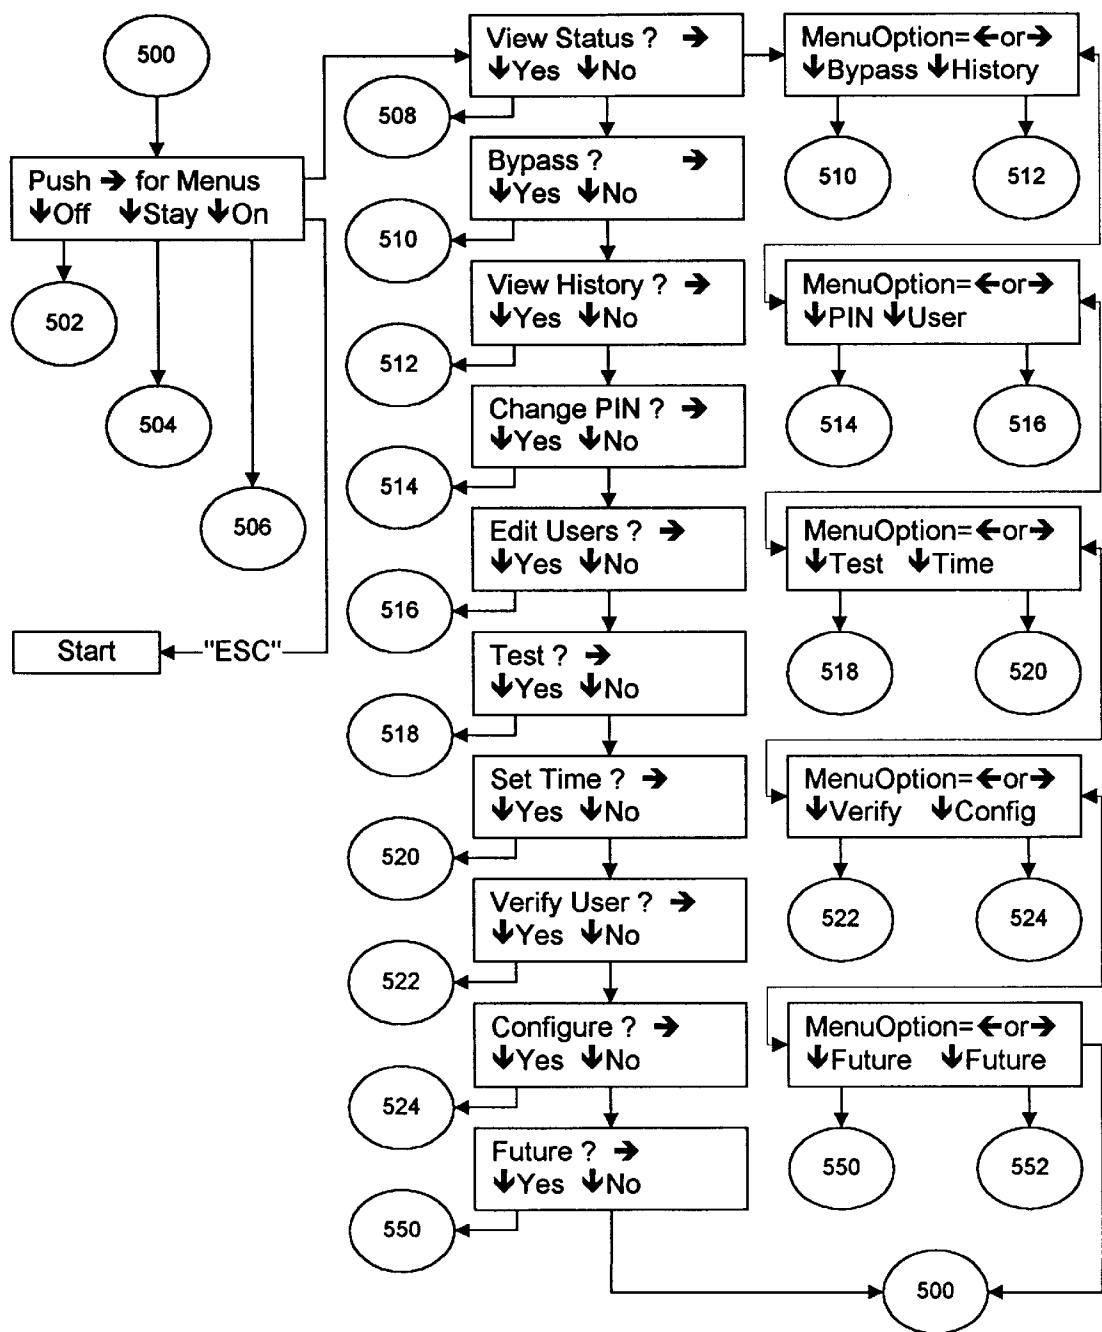 500
Push → for Menus
↓Off ↓Stay ↓On
502
504
506
Start
"ESC"
View Status ? →
↓Yes ↓No
508
Bypass ? →
↓Yes ↓No
510
View History ? →
↓Yes ↓No
512
Change PIN ? →
↓Yes ↓No
514
Edit Users ? →
↓Yes ↓No
516
Test ? →
↓Yes ↓No
518
Set Time ? →
↓Yes ↓No
520
Verify User ? →
↓Yes ↓No
522
Configure ? →
↓Yes ↓No
524
Future ? →
↓Yes ↓No
550
MenuOption=←or→
↓Bypass ↓History
510 512
MenuOption=←or→
↓PIN ↓User
514 516
MenuOption=←or→
↓Test ↓Time
518 520
MenuOption=←or→
↓Verify ↓Config
522 524
MenuOption=←or→
↓Future ↓Future
550 552
500